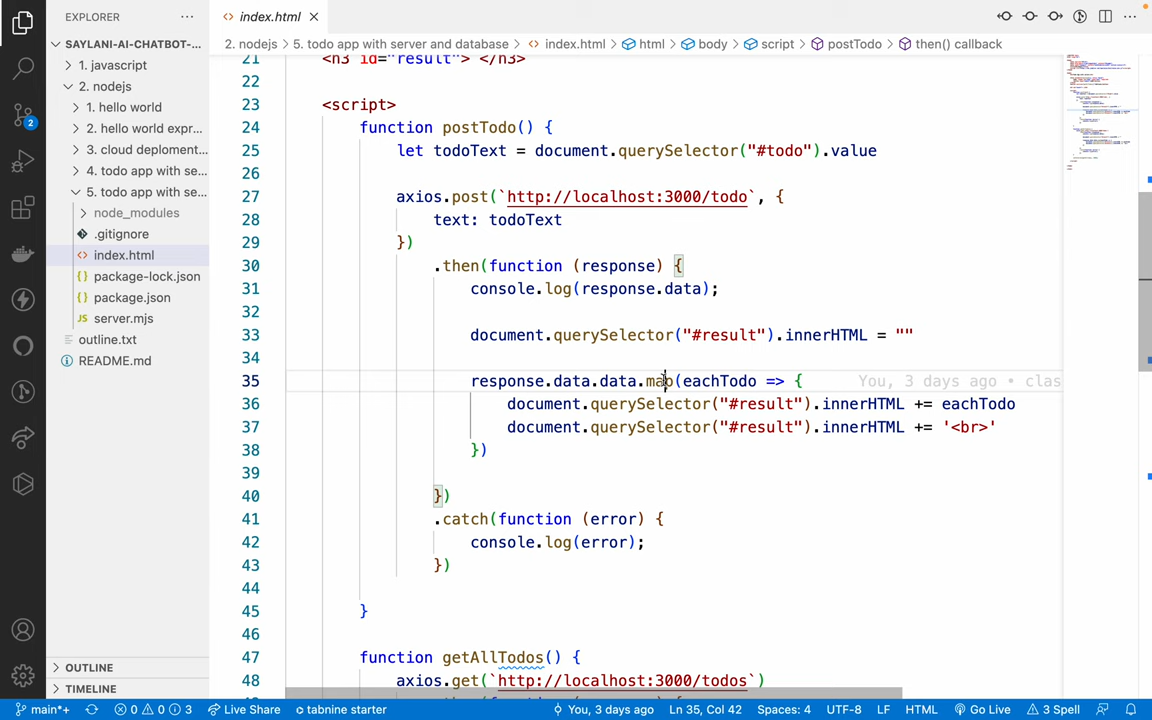 EXPLORER
index.html
SAYLANI-AI-CHATBOT-...
2. nodejs > 5. todo app with server and database > index.html > html > body > script > postTodo > then() callback
1. javascript
2. nodejs
1. hello world
2. hello world expr...
3. cloud deploment...
4. todo app with se...
5. todo app with se...
node_modules
.gitignore
index.html
package-lock.json
package.json
server.mjs
outline.txt
README.md
OUTLINE
TIMELINE
2
21 <h3 id="result"> </h3>
22
23 <script>
24 function postTodo() {
25 let todoText = document.querySelector("#todo").value
26
27 axios.post(`http://localhost:3000/todo`, {
28 text: todoText
29 })
30 .then(function (response) {
31 console.log(response.data);
32
33 document.querySelector("#result").innerHTML = ""
34
35 response.data.data.map(eachTodo => { You, 3 days ago • clas
36 document.querySelector("#result").innerHTML += eachTodo
37 document.querySelector("#result").innerHTML += '<br>'
38 })
39
40 })
41 .catch(function (error) {
42 console.log(error);
43 })
44
45 }
46
47 function getAllTodos() {
48 axios.get(`http://localhost:3000/todos`)
main*+ 0 0 3 Live Share tabnine starter You, 3 days ago Ln 35, Col 42 Spaces: 4 UTF-8 LF HTML Go Live 3 Spell